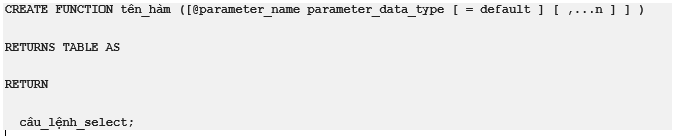 CREATE FUNCTION tên_hàm ([@parameter_name parameter_data_type [ = default ] [ ,...n ] ] )
RETURNS TABLE AS
RETURN
câu_lệnh_select;